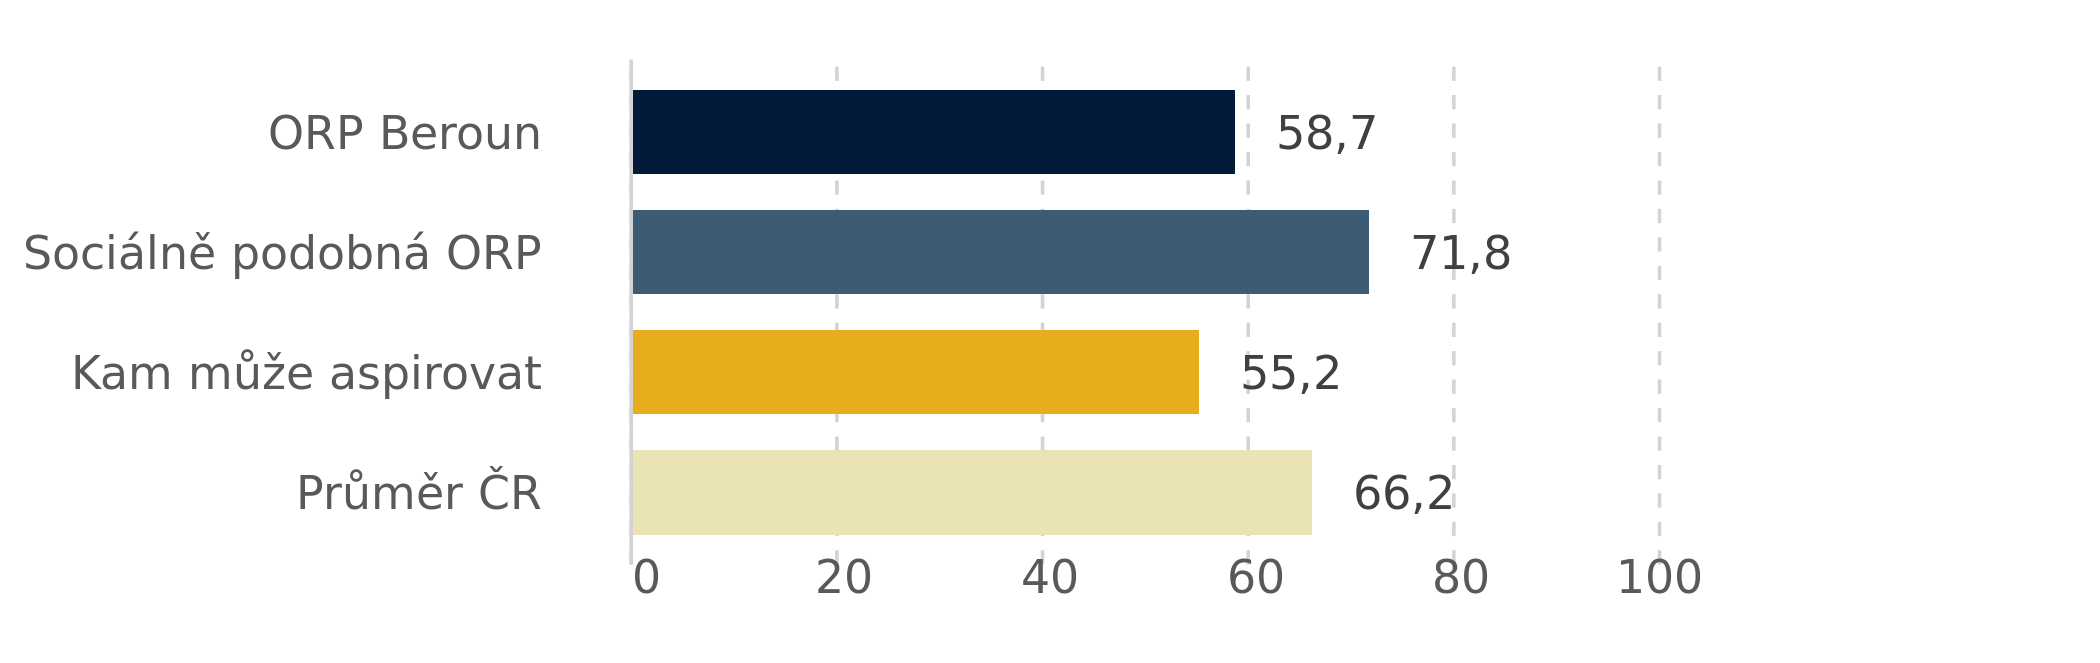 ORP Beroun 58,7
Sociálně podobná ORP 71,8
Kam může aspirovat 55,2
Průměr ČR 66,2
0 20 40 60 80 100